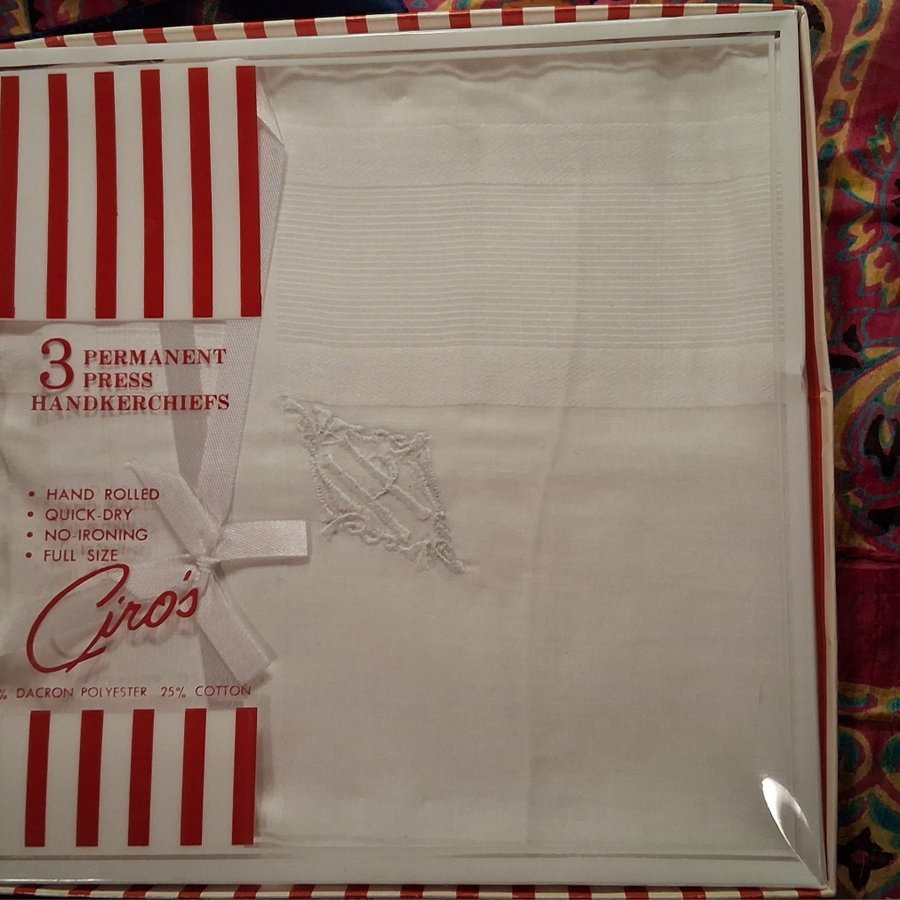 3 PERMANENT
PRESS
HANDKERCHIEFS
• HAND ROLLED
• QUICK-DRY
• NO-IRONING
• FULL SIZE
Ciro's
% DACRON POLYESTER 25% COTTON